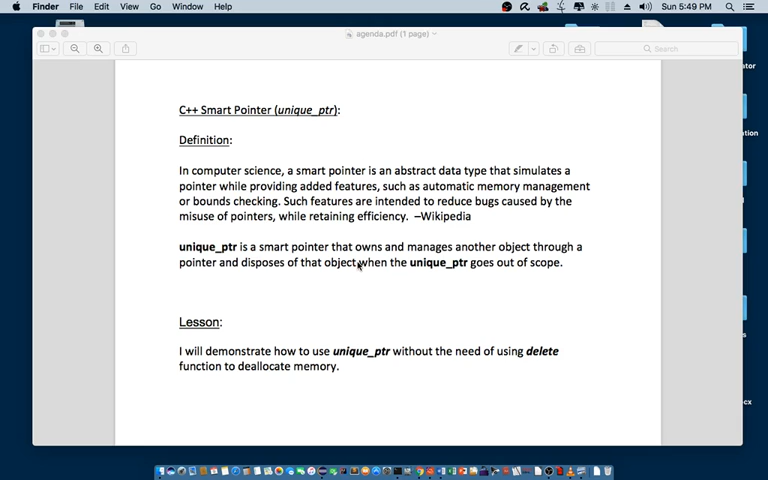 Finder File Edit View Go Window Help Sun 5:49 PM
agenda.pdf (1 page)
Search
C++ Smart Pointer (unique_ptr):
Definition:
In computer science, a smart pointer is an abstract data type that simulates a
pointer while providing added features, such as automatic memory management
or bounds checking. Such features are intended to reduce bugs caused by the
misuse of pointers, while retaining efficiency. –Wikipedia
unique_ptr is a smart pointer that owns and manages another object through a
pointer and disposes of that object when the unique_ptr goes out of scope.
Lesson:
I will demonstrate how to use unique_ptr without the need of using delete
function to deallocate memory.